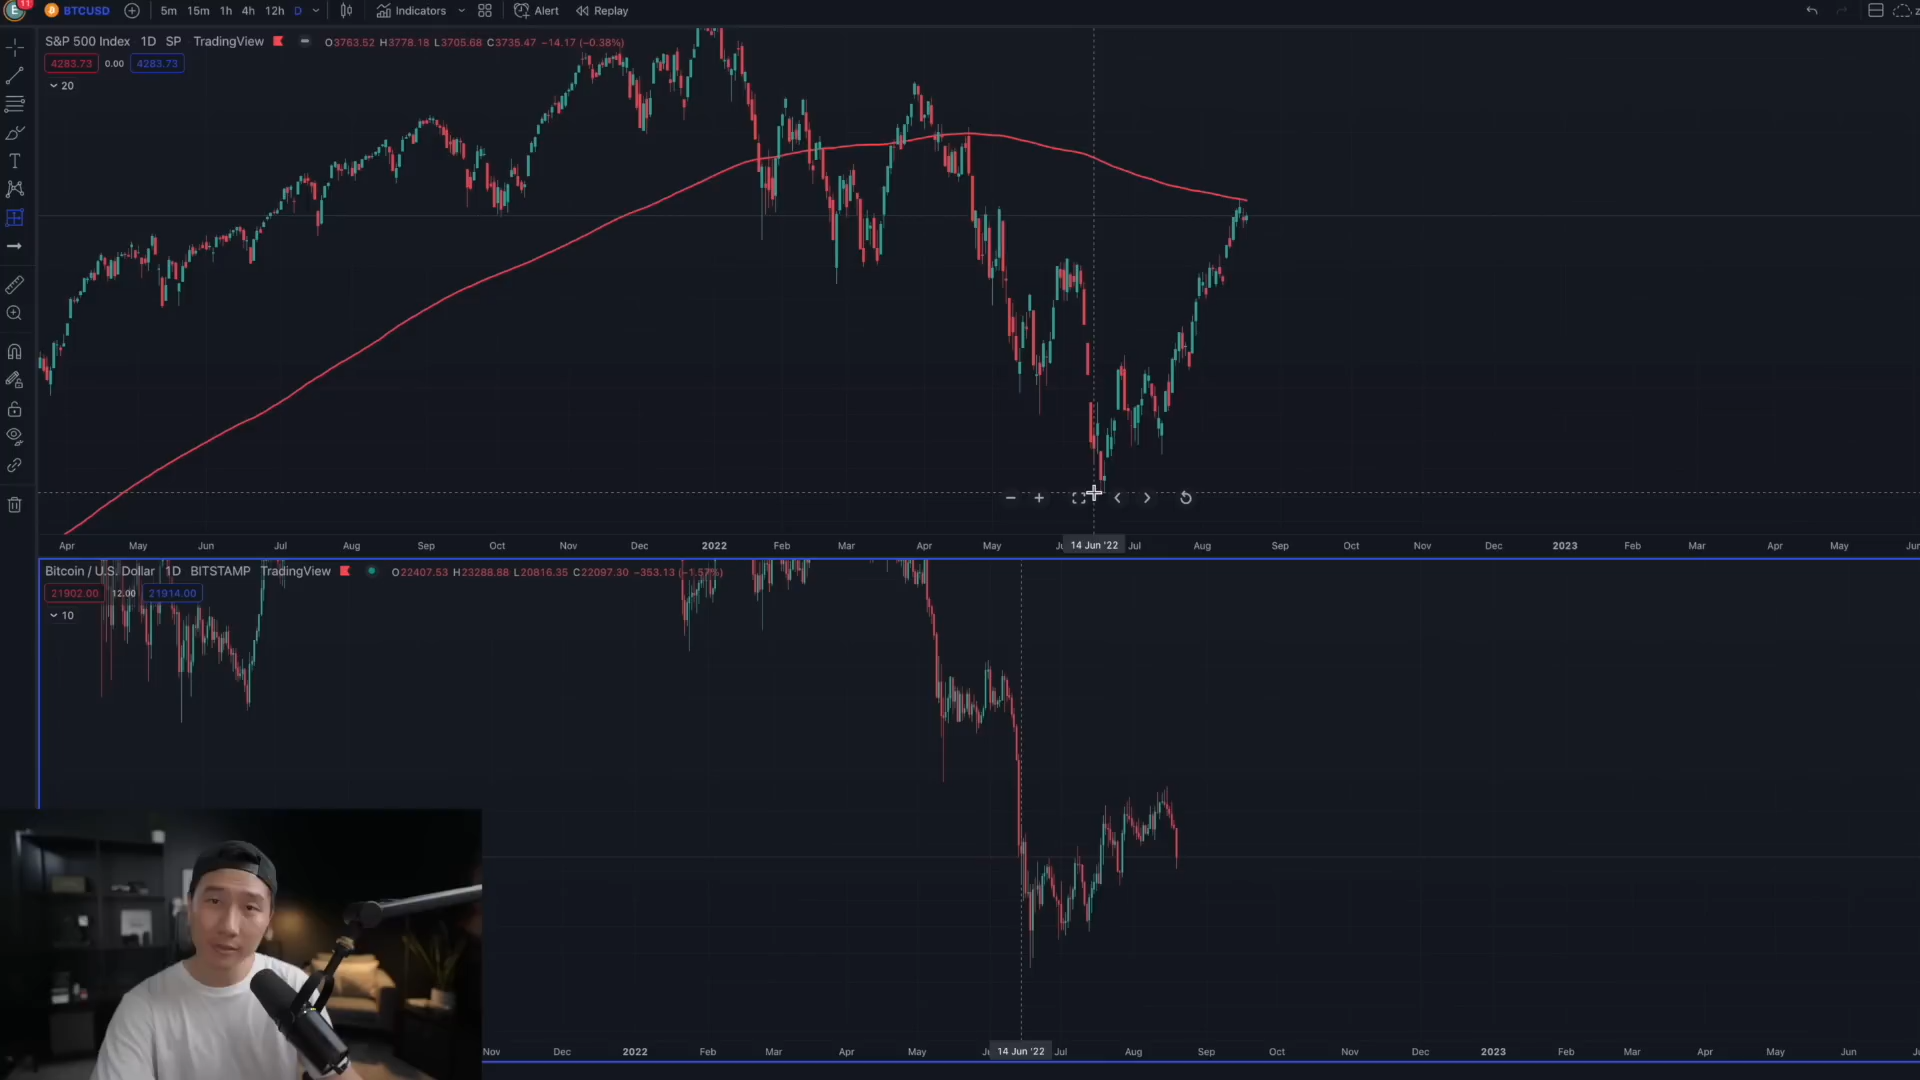 11 BTCUSD 5m 15m 1h 4h 12h D Indicators Alert Replay
S&P 500 Index 1D SP TradingView O3763.52 H3778.18 L3705.68 C3735.47 −14.17 (−0.38%)
4283.73 0.00 4283.73
20
Apr May Jun Jul Aug Sep Oct Nov Dec 2022 Feb Mar Apr May 14 Jun '22 Jul Aug Sep Oct Nov Dec 2023 Feb Mar Apr May
Bitcoin / U.S. Dollar 1D BITSTAMP TradingView O22407.53 H23288.88 L20816.35 C22097.30 −353.13 (−1.57%)
21902.00 12.00 21914.00
10
Nov Dec 2022 Feb Mar Apr May 14 Jun '22 Jul Aug Sep Oct Nov Dec 2023 Feb Mar Apr May Jun